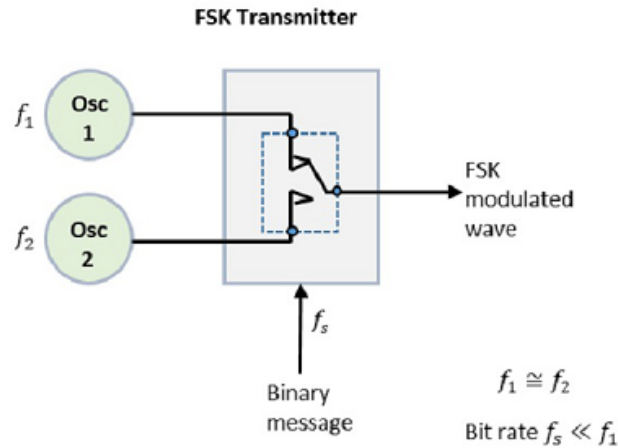 FSK Transmitter
f₁
Osc
1
f₂
Osc
2
FSK
modulated
wave
fₛ
Binary
message
f₁ ≅ f₂
Bit rate fₛ ≪ f₁